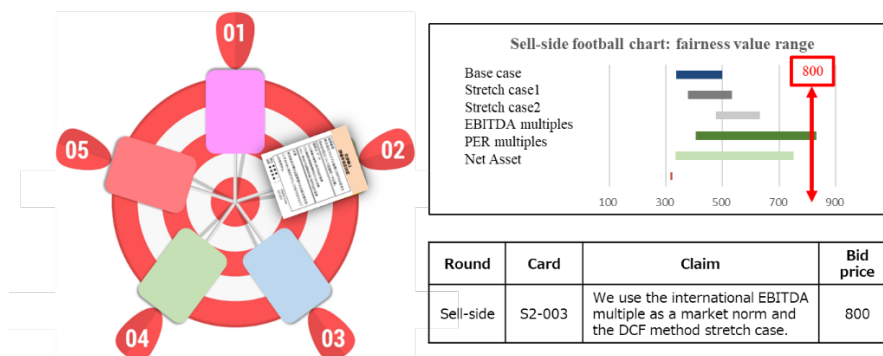 01
02
03
04
05
Sell-side football chart: fairness value range
800
Base case
Stretch case1
Stretch case2
EBITDA multiples
PER multiples
Net Asset
100 300 500 700 900
Round Card Claim Bid price
Sell-side S2-003 We use the international EBITDA
multiple as a market norm and
the DCF method stretch case. 800